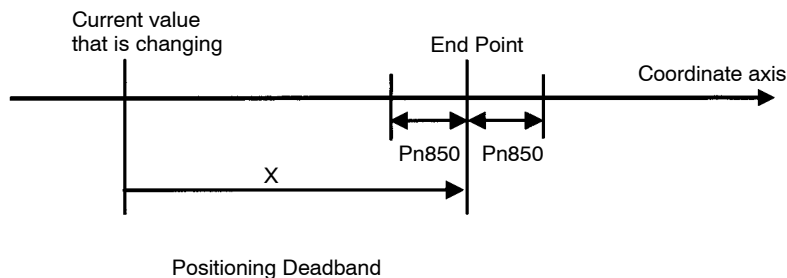 Current value
that is changing
End Point
Coordinate axis
Pn850
Pn850
X
Positioning Deadband